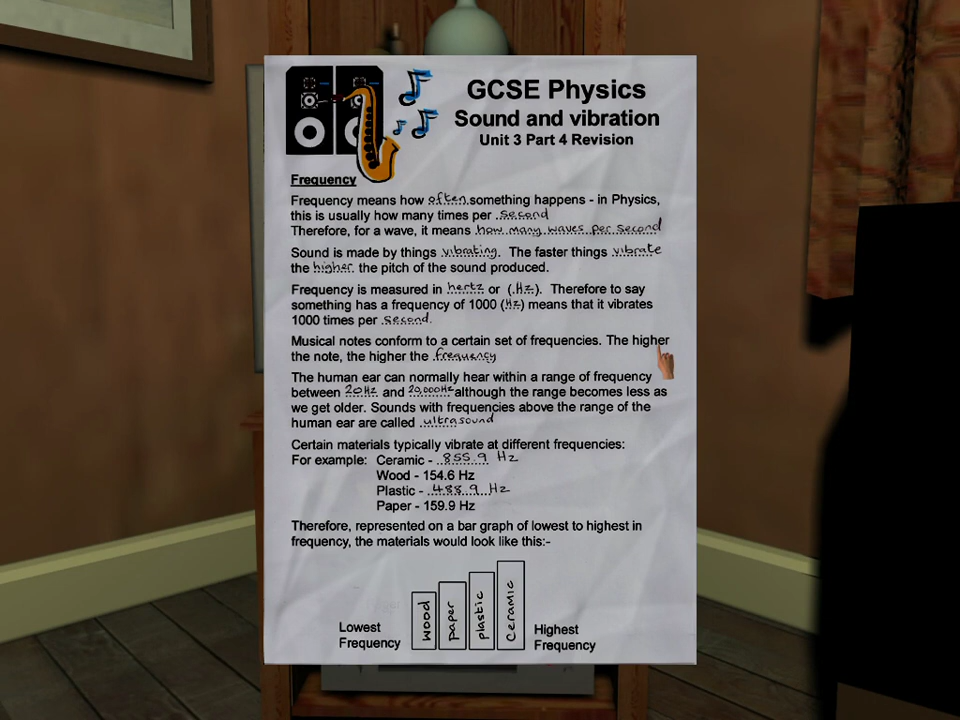 GCSE Physics
Sound and vibration
Unit 3 Part 4 Revision
Frequency
Frequency means how often something happens - in Physics,
this is usually how many times per second
Therefore, for a wave, it means how many waves per second
Sound is made by things vibrating. The faster things vibrate
the higher the pitch of the sound produced.
Frequency is measured in hertz or (Hz). Therefore to say
something has a frequency of 1000 (Hz) means that it vibrates
1000 times per second.
Musical notes conform to a certain set of frequencies. The higher
the note, the higher the frequency
The human ear can normally hear within a range of frequency
between 20Hz and 20,000Hz although the range becomes less as
we get older. Sounds with frequencies above the range of the
human ear are called ultrasound
Certain materials typically vibrate at different frequencies:
For example: Ceramic - 855.9 Hz
Wood - 154.6 Hz
Plastic - 488.9 Hz
Paper - 159.9 Hz
Therefore, represented on a bar graph of lowest to highest in
frequency, the materials would look like this:-
Lowest
Frequency
wood
paper
plastic
Ceramic
Highest
Frequency